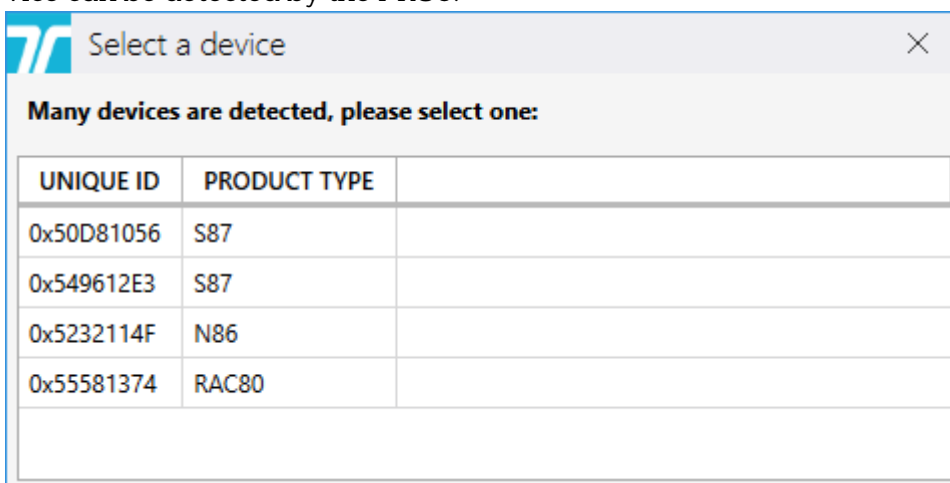 Select a device
Many devices are detected, please select one:
UNIQUE ID PRODUCT TYPE
0x50D81056 S87
0x549612E3 S87
0x5232114F N86
0x55581374 RAC80